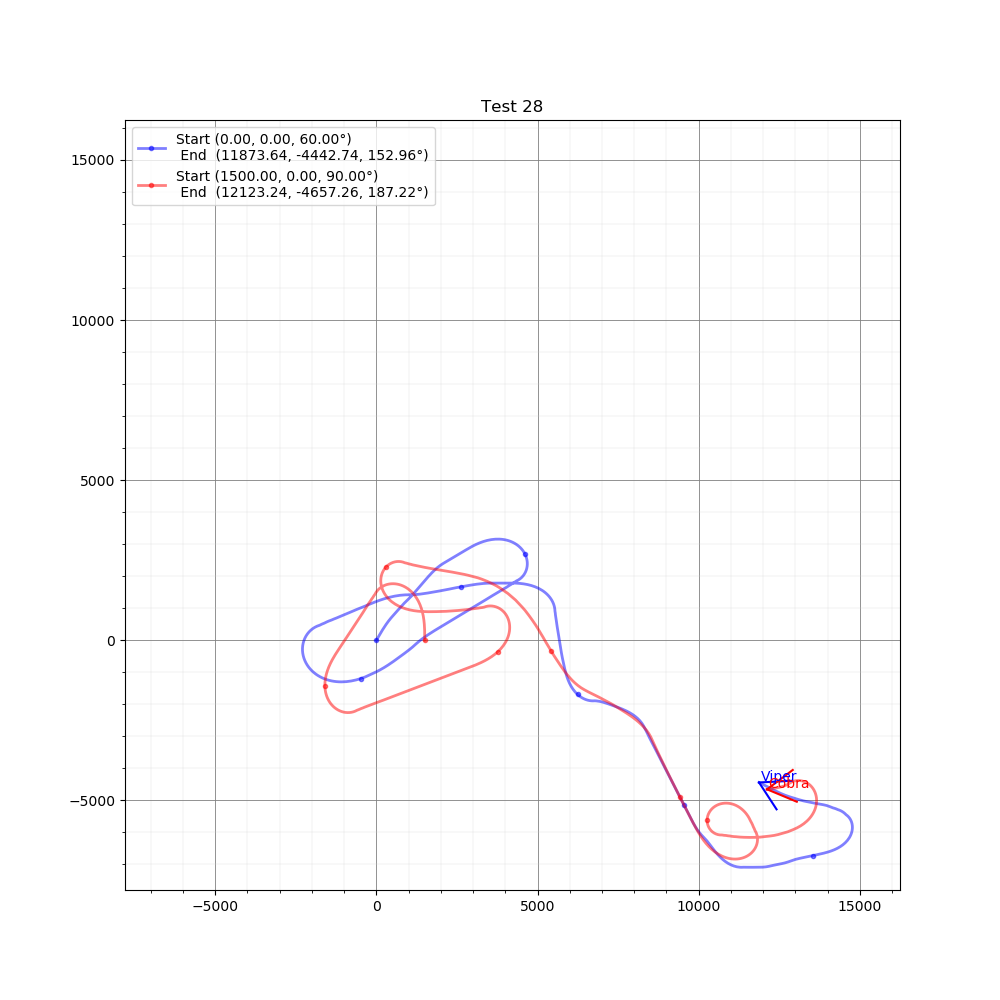 Test 28
Start (0.00, 0.00, 60.00°)
End (11873.64, -4442.74, 152.96°)
Start (1500.00, 0.00, 90.00°)
End (12123.24, -4657.26, 187.22°)
15000
10000
5000
0
−5000
Viper
Cobra
−5000
0
5000
10000
15000